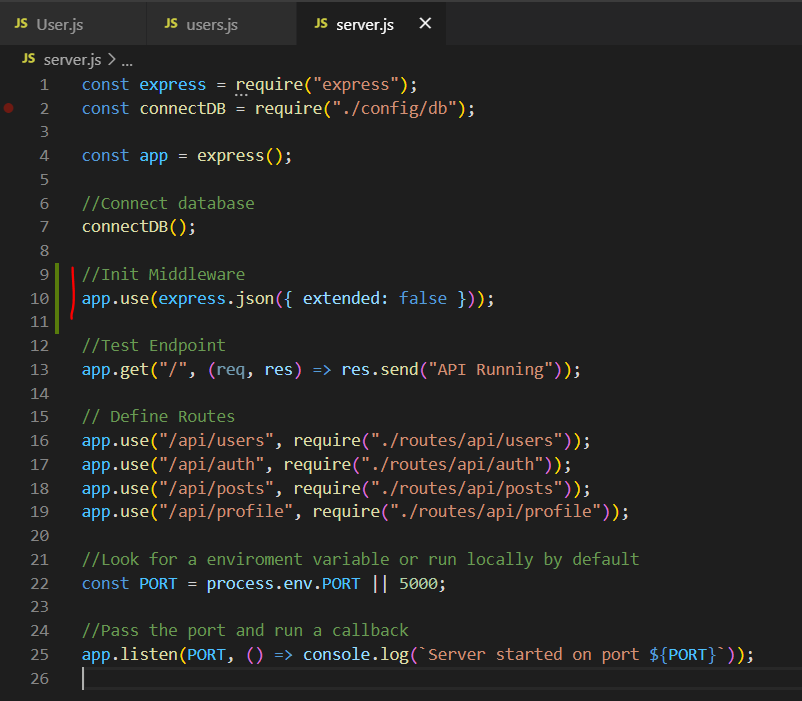 JS User.js JS users.js JS server.js ✕
JS server.js > ...
1 const express = require("express");
2 const connectDB = require("./config/db");
3
4 const app = express();
5
6 //Connect database
7 connectDB();
8
9 //Init Middleware
10 app.use(express.json({ extended: false }));
11
12 //Test Endpoint
13 app.get("/", (req, res) => res.send("API Running"));
14
15 // Define Routes
16 app.use("/api/users", require("./routes/api/users"));
17 app.use("/api/auth", require("./routes/api/auth"));
18 app.use("/api/posts", require("./routes/api/posts"));
19 app.use("/api/profile", require("./routes/api/profile"));
20
21 //Look for a enviroment variable or run locally by default
22 const PORT = process.env.PORT || 5000;
23
24 //Pass the port and run a callback
25 app.listen(PORT, () => console.log(`Server started on port ${PORT}`));
26